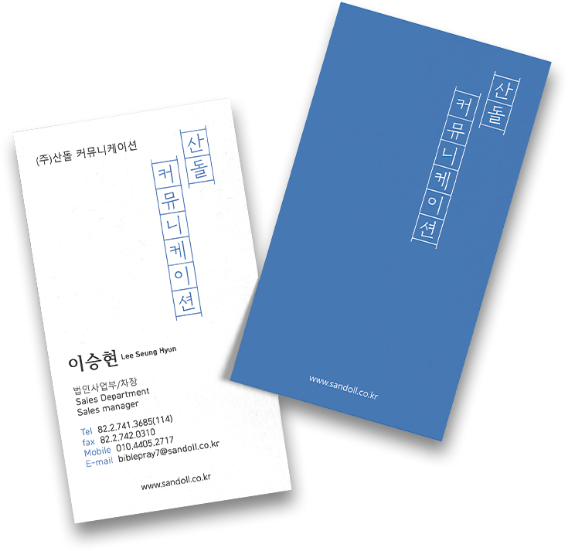 (주)산돌 커뮤니케이션
산돌
커뮤니케이션
이승현 Lee Seung Hyun
법인사업부/차장
Sales Department
Sales manager
Tel 82.2.741.3685(114)
fax 82.2.742.0310
Mobile 010.4405.2717
E-mail biblepray7@sandoll.co.kr
www.sandoll.co.kr
산돌
커뮤니케이션
www.sandoll.co.kr